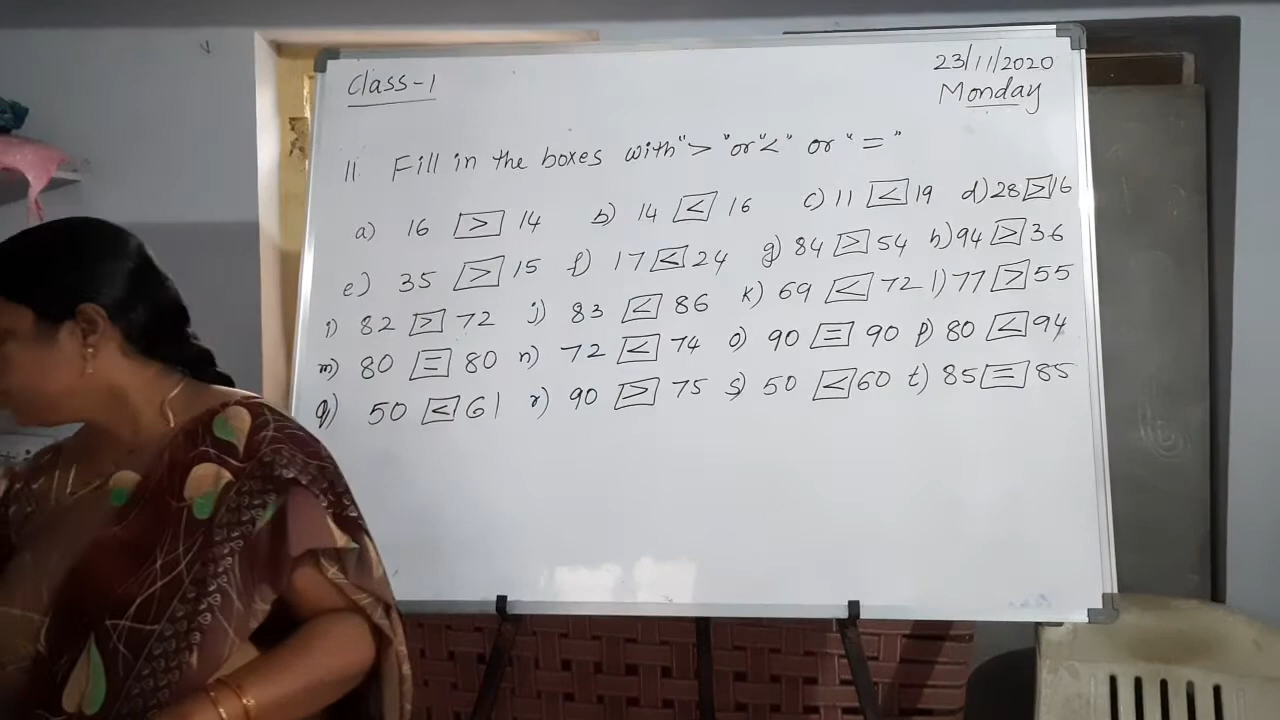 Class-1
23/11/2020
Monday
II. Fill in the boxes with ">" or "<" or "="
a) 16 > 14 b) 14 < 16 c) 11 < 19 d) 28 > 16
e) 35 > 15 f) 17 < 24 g) 84 > 54 h) 94 > 36
i) 82 > 72 j) 83 < 86 k) 69 < 72 l) 77 > 55
m) 80 = 80 n) 72 < 74 o) 90 = 90 p) 80 < 94
q) 50 < 61 r) 90 > 75 s) 50 < 60 t) 85 = 85